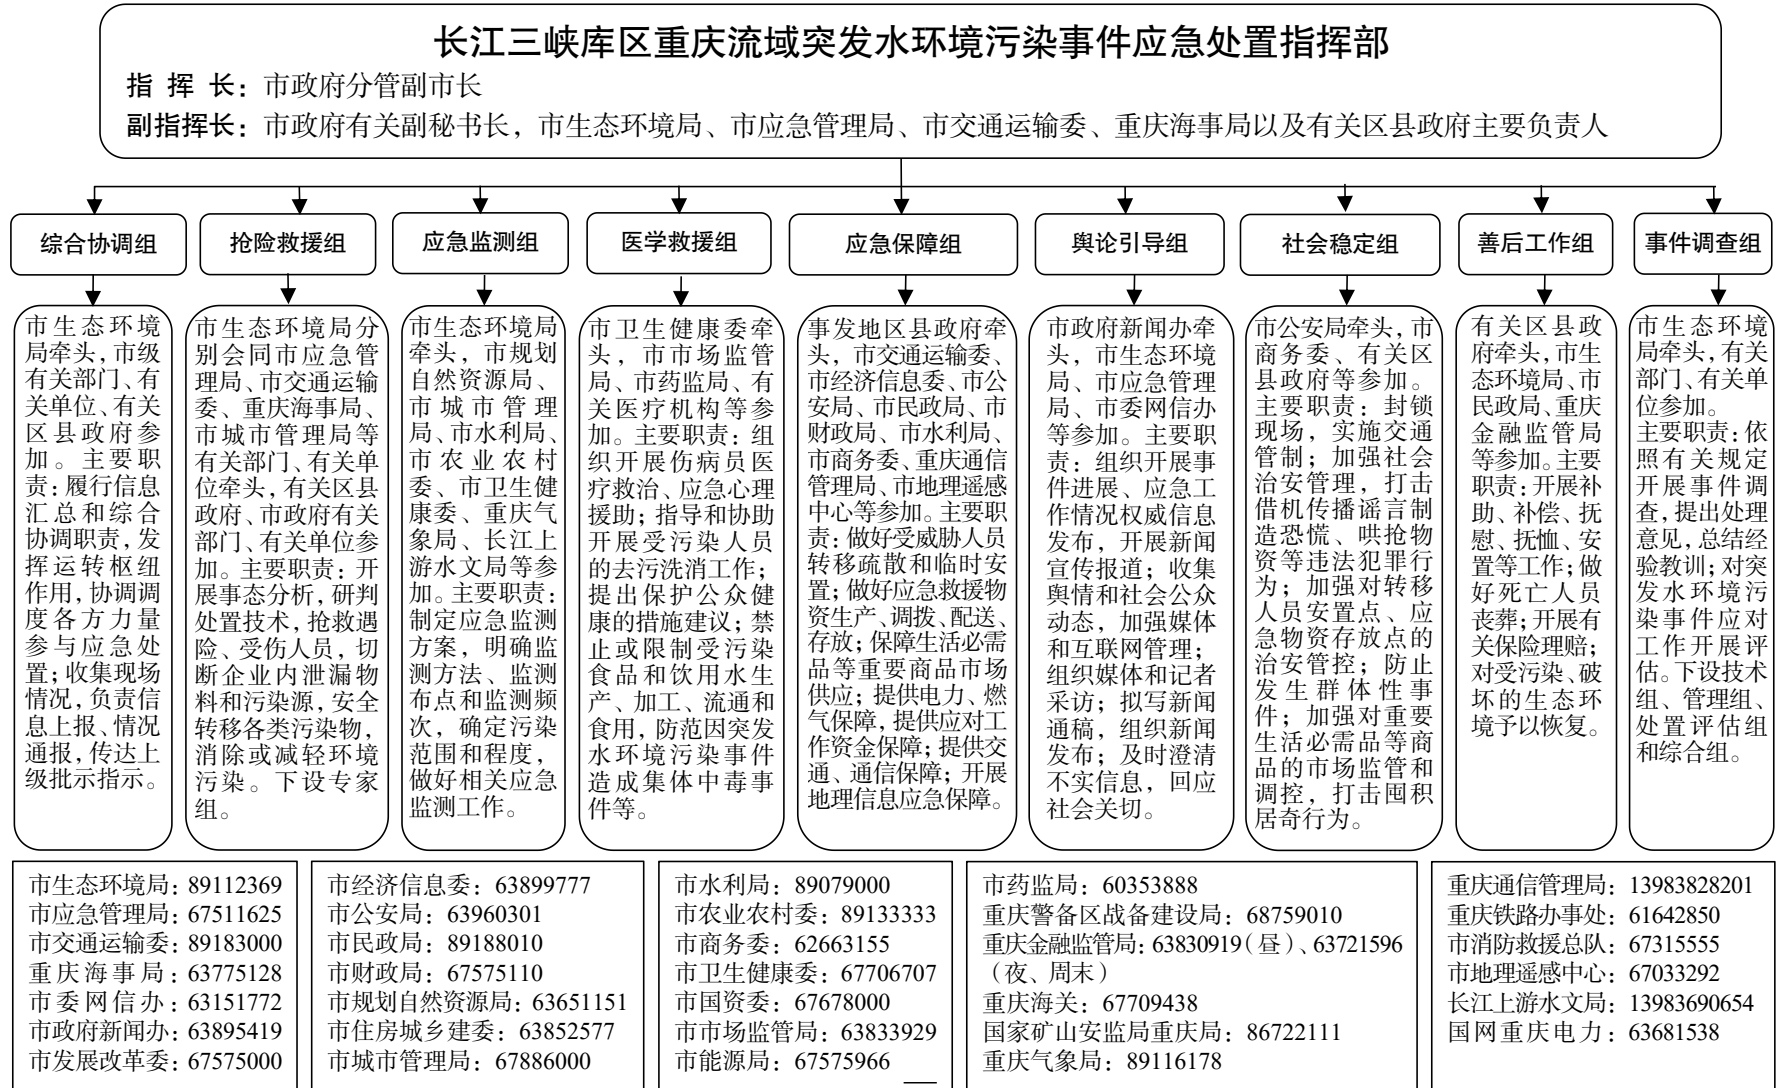 长江三峡库区重庆流域突发水环境污染事件应急处置指挥部
指 挥 长：市政府分管副市长
副指挥长：市政府有关副秘书长，市生态环境局、市应急管理局、市交通运输委、重庆海事局以及有关区县政府主要负责人
综合协调组
抢险救援组
应急监测组
医学救援组
应急保障组
舆论引导组
社会稳定组
善后工作组
事件调查组
市生态环境
局牵头，市级
有关部门、有
关单位、有关
区县政府参
加。主要职
责：履行信息
汇总和综合
协调职责，发
挥运转枢纽
作用，协调调
度各方力量
参与应急处
置；收集现场
情况，负责信
息上报、情况
通报，传达上
级批示指示。
市生态环境局分
别会同市应急管
理局、市交通运输
委、重庆海事局、
市城市管理局等
有关部门、有关单
位牵头，有关区县
政府、市政府有关
部门、有关单位参
加。主要职责：开
展事态分析，研判
处置技术，抢救遇
险、受伤人员，切
断企业内泄漏物
料和污染源，安全
转移各类污染物，
消除或减轻环境
污染。下设专家
组。
市生态环境局
牵头，市规划
自然资源局、
市城市管理
局、市水利局、
市农业农村
委、市卫生健
康委、重庆气
象局、长江上
游水文局等参
加。主要职责：
制定应急监测
方案，明确监
测方法、监测
布点和监测频
次，确定污染
范围和程度，
做好相关应急
监测工作。
市卫生健康委牵
头，市市场监管
局、市药监局、有
关医疗机构等参
加。主要职责：组
织开展伤病员医
疗救治、应急心理
援助；指导和协助
开展受污染人员
的去污洗消工作；
提出保护公众健
康的措施建议；禁
止或限制受污染
食品和饮用水生
产、加工、流通和
食用，防范因突发
水环境污染事件
造成集体中毒事
件等。
事发地区县政府牵
头，市交通运输委、
市经济信息委、市公
安局、市民政局、市
财政局、市水利局、
市商务委、重庆通信
管理局、市地理遥感
中心等参加。主要职
责：做好受威胁人员
转移疏散和临时安
置；做好应急救援物
资生产、调拨、配送、
存放；保障生活必需
品等重要商品市场
供应；提供电力、燃
气保障，提供应对工
作资金保障；提供交
通、通信保障；开展
地理信息应急保障。
市政府新闻办牵
头，市生态环境
局、市应急管理
局、市委网信办
等参加。主要职
责：组织开展事
件进展、应急工
作情况权威信息
发布，开展新闻
宣传报道；收集
舆情和社会公众
动态，加强媒体
和互联网管理；
组织媒体和记者
采访；拟写新闻
通稿，组织新闻
发布；及时澄清
不实信息，回应
社会关切。
市公安局牵头，市
商务委、有关区
县政府等参加。
主要职责：封锁
现场，实施交通
管制；加强社会
治安管理，打击
借机传播谣言制
造恐慌、哄抢物
资等违法犯罪行
为；加强对转移
人员安置点、应
急物资存放点的
治安管控；防止
发生群体性事
件；加强对重要
生活必需品等商
品的市场监管和
调控，打击囤积
居奇行为。
有关区县政
府牵头，市生
态环境局、市
民政局、重庆
金融监管局
等参加。主要
职责：开展补
助、补偿、抚
慰、抚恤、安
置等工作；做
好死亡人员
丧葬；开展有
关保险理赔；
对受污染、破
坏的生态环
境予以恢复。
市生态环境
局牵头，有关
部门、有关单
位参加。
主要职责：依
照有关规定
开展事件调
查，提出处理
意见，总结经
验教训；对突
发水环境污
染事件应对
工作开展评
估。下设技术
组、管理组、
处置评估组
和综合组。
市生态环境局：89112369
市应急管理局：67511625
市交通运输委：89183000
重庆海事局：63775128
市委网信办：63151772
市政府新闻办：63895419
市发展改革委：67575000
市经济信息委：63899777
市公安局：63960301
市民政局：89188010
市财政局：67575110
市规划自然资源局：63651151
市住房城乡建委：63852577
市城市管理局：67886000
市水利局：89079000
市农业农村委：89133333
市商务委：62663155
市卫生健康委：67706707
市国资委：67678000
市市场监管局：63833929
市能源局：67575966
市药监局：60353888
重庆警备区战备建设局：68759010
重庆金融监管局：63830919（昼）、63721596
（夜、周末）
重庆海关：67709438
国家矿山安监局重庆局：86722111
重庆气象局：89116178
重庆通信管理局：13983828201
重庆铁路办事处：61642850
市消防救援总队：67315555
市地理遥感中心：67033292
长江上游水文局：13983690654
国网重庆电力：63681538